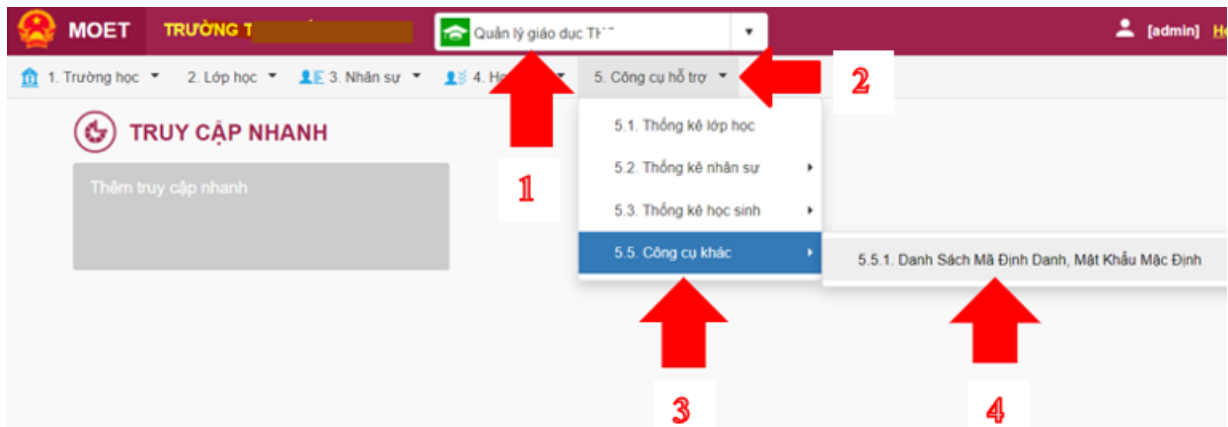 MOET TRƯỜNG T Quản lý giáo dục TH [admin]
1. Trường học 2. Lớp học 3. Nhân sự 4. 5. Công cụ hỗ trợ 2
TRUY CẬP NHANH
Thêm truy cập nhanh
5.1. Thống kê lớp học
5.2. Thống kê nhân sự
1
5.3. Thống kê học sinh
5.5. Công cụ khác
5.5.1. Danh Sách Mã Định Danh, Mật Khẩu Mặc Định
3 4